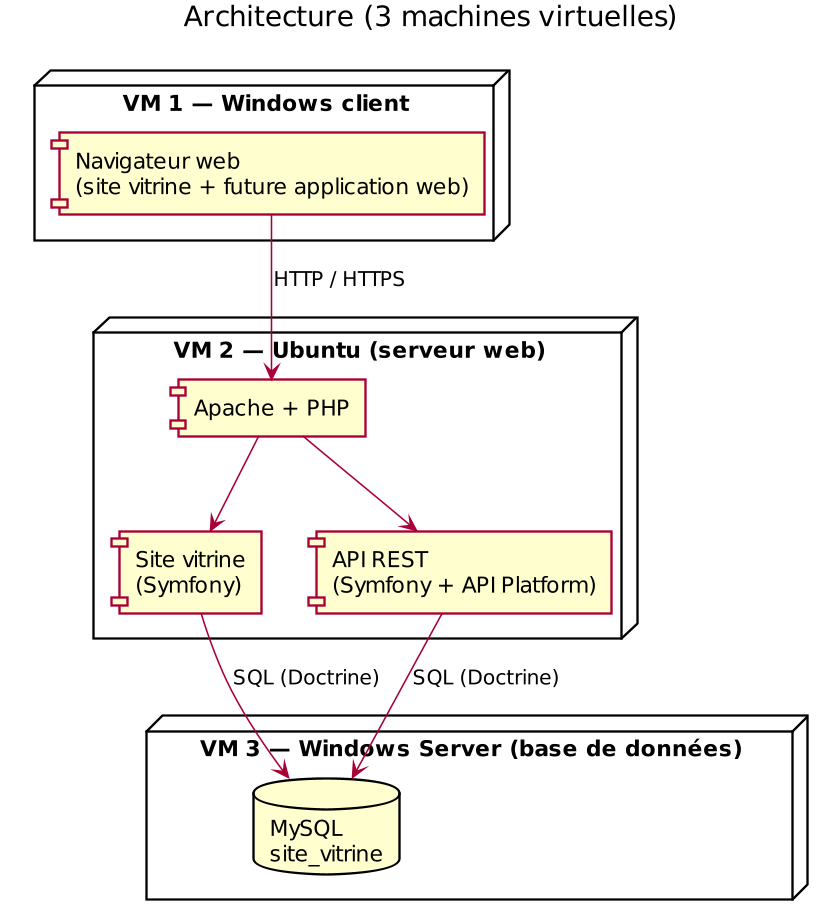 Architecture (3 machines virtuelles)
VM 1 — Windows client
Navigateur web
(site vitrine + future application web)
HTTP / HTTPS
VM 2 — Ubuntu (serveur web)
Apache + PHP
Site vitrine
(Symfony)
API REST
(Symfony + API Platform)
SQL (Doctrine)
SQL (Doctrine)
VM 3 — Windows Server (base de données)
MySQL
site_vitrine